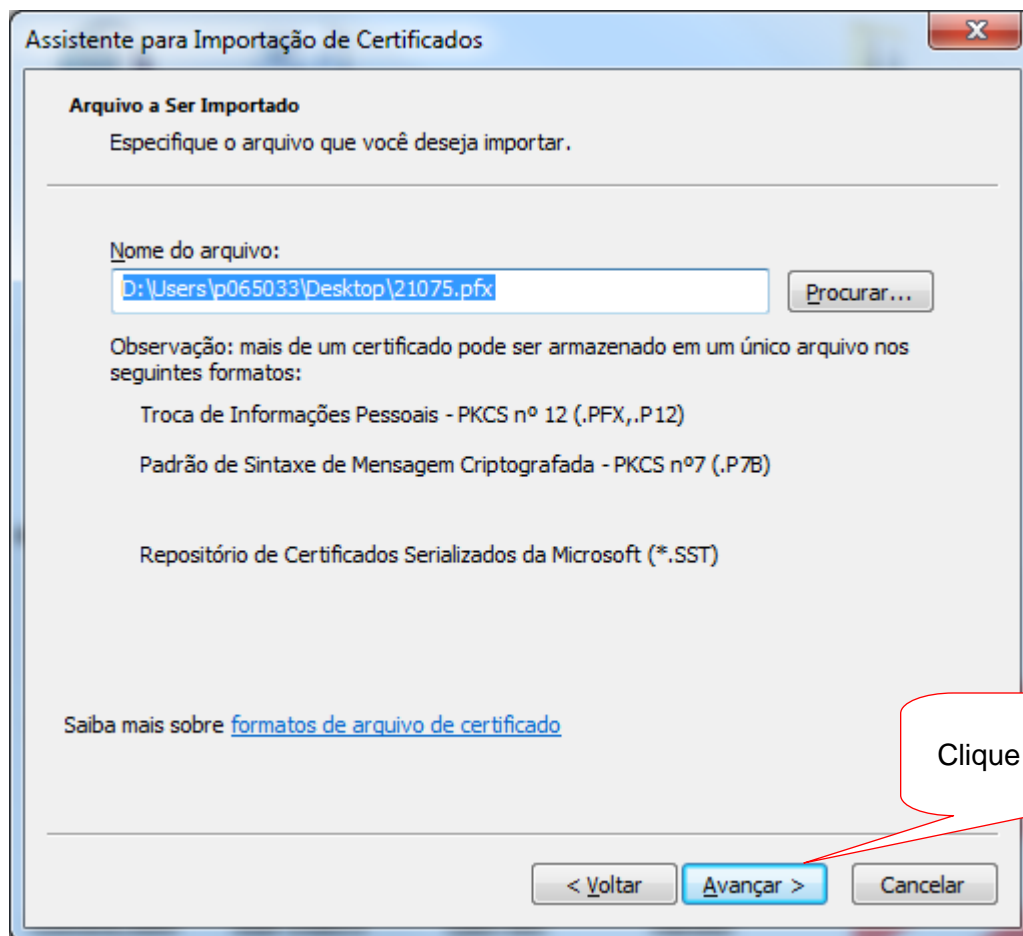 Assistente para Importação de Certificados
Arquivo a Ser Importado
Especifique o arquivo que você deseja importar.
Nome do arquivo:
D:\Users\p065033\Desktop\21075.pfx
Procurar...
Observação: mais de um certificado pode ser armazenado em um único arquivo nos
seguintes formatos:
Troca de Informações Pessoais - PKCS nº 12 (.PFX,.P12)
Padrão de Sintaxe de Mensagem Criptografada - PKCS nº7 (.P7B)
Repositório de Certificados Serializados da Microsoft (*.SST)
Saiba mais sobre formatos de arquivo de certificado
Clique
< Voltar
Avançar >
Cancelar